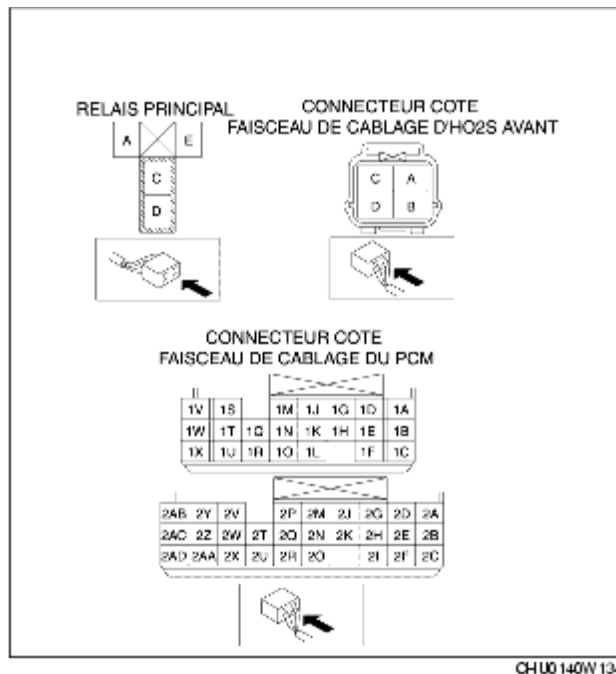 RELAIS PRINCIPAL
A E
C
D
CONNECTEUR COTE
FAISCEAU DE CABLAGE D'HO2S AVANT
C A
D B
CONNECTEUR COTE
FAISCEAU DE CABLAGE DU PCM
1V 1S 1M 1J 1G 1D 1A
1W 1T 1Q 1N 1K 1H 1E 1B
1X 1U 1R 1O 1L 1F 1C
2AB 2Y 2V 2P 2M 2J 2G 2D 2A
2AC 2Z 2W 2T 2Q 2N 2K 2H 2E 2B
2AD 2AA 2X 2U 2R 2O 2I 2F 2C
CHU0140W134